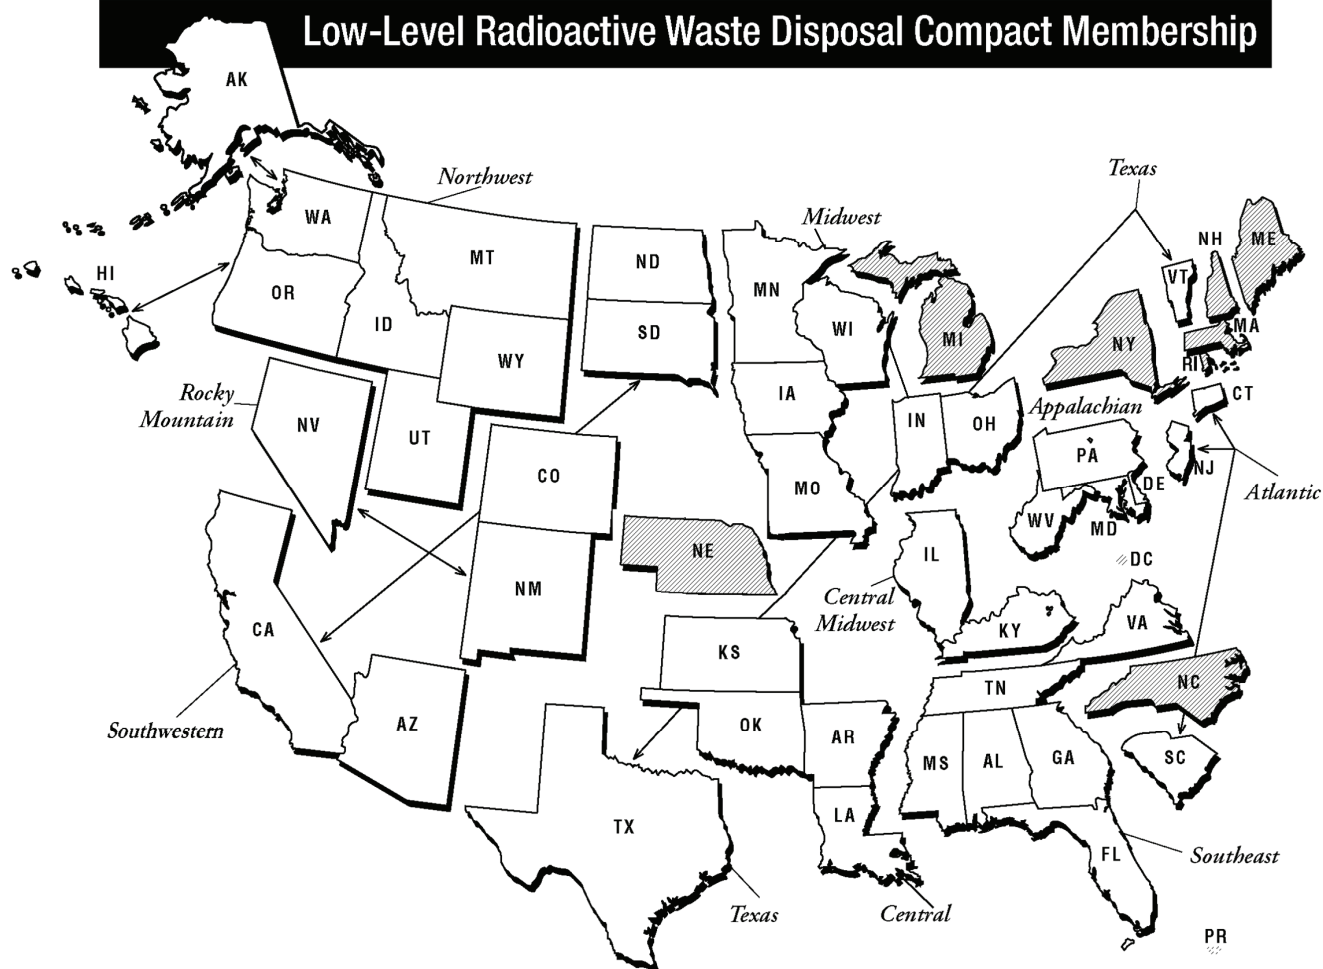 Low-Level Radioactive Waste Disposal Compact Membership
AK
Northwest
Texas
Midwest
WA
MT
ND
MN
NH
ME
HI
OR
ID
WY
SD
WI
MI
NY
VT
MA
RI
CT
Rocky
Mountain
NV
UT
CO
IA
IN
OH
Appalachian
PA
NJ
DE
Atlantic
MO
WV
MD
DC
NE
IL
Central
Midwest
KY
VA
CA
NM
KS
TN
NC
Southwestern
AZ
OK
AR
MS
AL
GA
SC
TX
LA
FL
Southeast
Texas
Central
PR